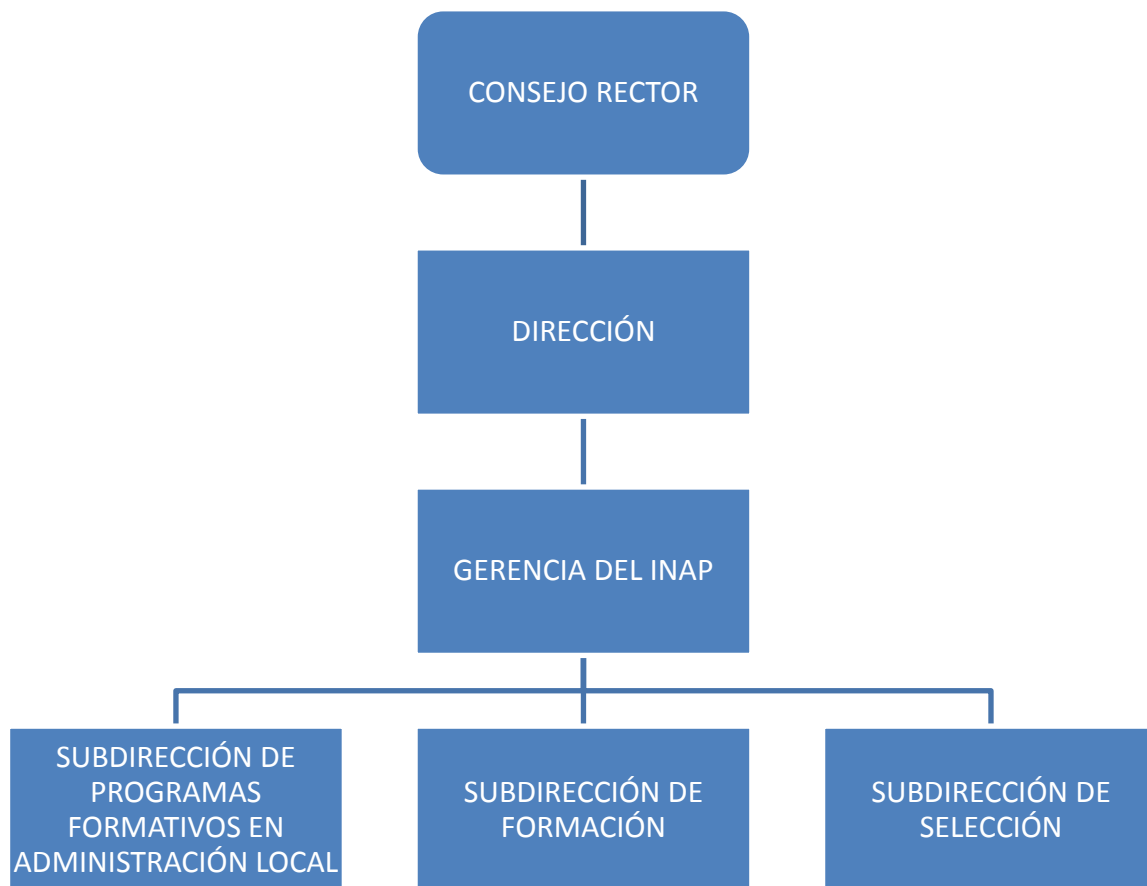 CONSEJO RECTOR
DIRECCIÓN
GERENCIA DEL INAP
SUBDIRECCIÓN DE
PROGRAMAS
FORMATIVOS EN
ADMINISTRACIÓN LOCAL
SUBDIRECCIÓN DE
FORMACIÓN
SUBDIRECCIÓN DE
SELECCIÓN